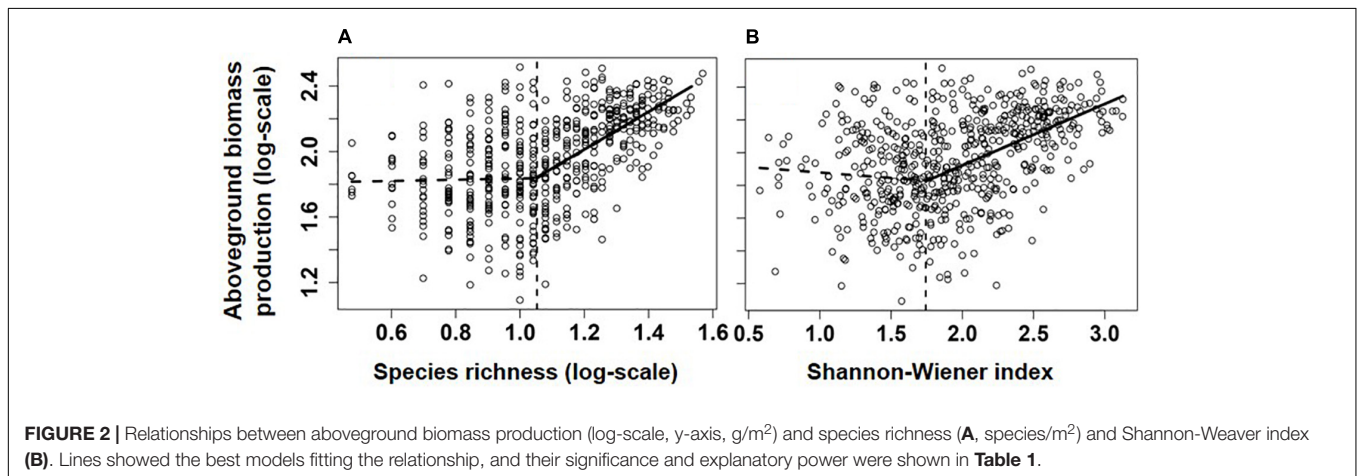 A
B
Aboveground biomass
production (log-scale)
2.4
2.0
1.6
1.2
0.6 0.8 1.0 1.2 1.4 1.6
0.5 1.0 1.5 2.0 2.5 3.0
Species richness (log-scale)
Shannon-Wiener index
FIGURE 2 | Relationships between aboveground biomass production (log-scale, y-axis, g/m²) and species richness (A, species/m²) and Shannon-Weaver index
(B). Lines showed the best models fitting the relationship, and their significance and explanatory power were shown in Table 1.